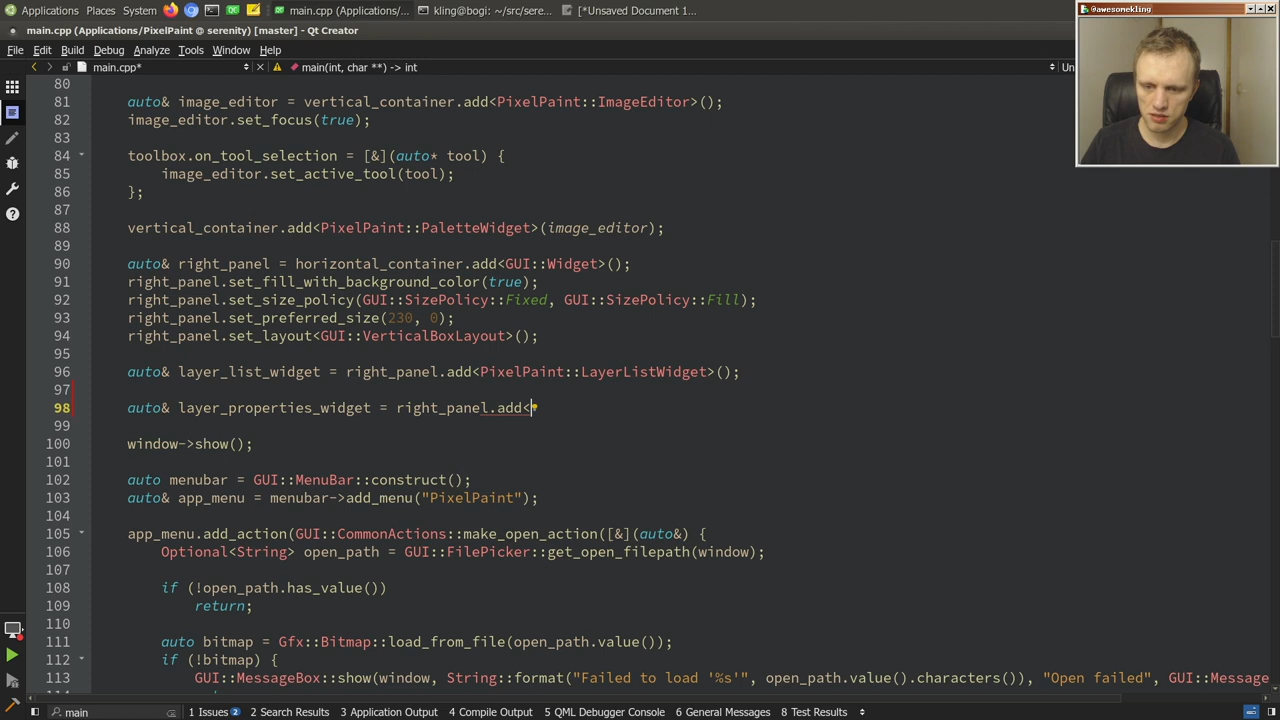 Applications Places System main.cpp (Applications/... kling@bogi: ~/src/sere... [*Unsaved Document 1...
main.cpp (Applications/PixelPaint @ serenity) [master] - Qt Creator
@awesomekling
File Edit Build Debug Analyze Tools Window Help
main.cpp* main(int, char **) -> int Un
80
81 auto& image_editor = vertical_container.add<PixelPaint::ImageEditor>();
82 image_editor.set_focus(true);
83
84 toolbox.on_tool_selection = [&](auto* tool) {
85 image_editor.set_active_tool(tool);
86 };
87
88 vertical_container.add<PixelPaint::PaletteWidget>(image_editor);
89
90 auto& right_panel = horizontal_container.add<GUI::Widget>();
91 right_panel.set_fill_with_background_color(true);
92 right_panel.set_size_policy(GUI::SizePolicy::Fixed, GUI::SizePolicy::Fill);
93 right_panel.set_preferred_size(230, 0);
94 right_panel.set_layout<GUI::VerticalBoxLayout>();
95
96 auto& layer_list_widget = right_panel.add<PixelPaint::LayerListWidget>();
97
98 auto& layer_properties_widget = right_panel.add<
99
100 window->show();
101
102 auto menubar = GUI::MenuBar::construct();
103 auto& app_menu = menubar->add_menu("PixelPaint");
104
105 app_menu.add_action(GUI::CommonActions::make_open_action([&](auto&) {
106 Optional<String> open_path = GUI::FilePicker::get_open_filepath(window);
107
108 if (!open_path.has_value())
109 return;
110
111 auto bitmap = Gfx::Bitmap::load_from_file(open_path.value());
112 if (!bitmap) {
113 GUI::MessageBox::show(window, String::format("Failed to load '%s'", open_path.value().characters()), "Open failed", GUI::Message
main 1 Issues 2 2 Search Results 3 Application Output 4 Compile Output 5 QML Debugger Console 6 General Messages 8 Test Results